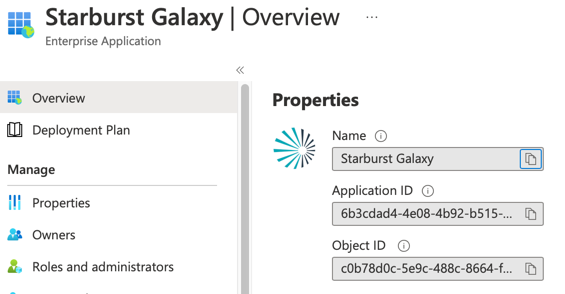 Starburst Galaxy | Overview ...
Enterprise Application
«
Overview
Deployment Plan
Manage
Properties
Owners
Roles and administrators
Properties
Name
Starburst Galaxy
Application ID
6b3cdad4-4e08-4b92-b515-...
Object ID
c0b78d0c-5e9c-488c-8664-f...